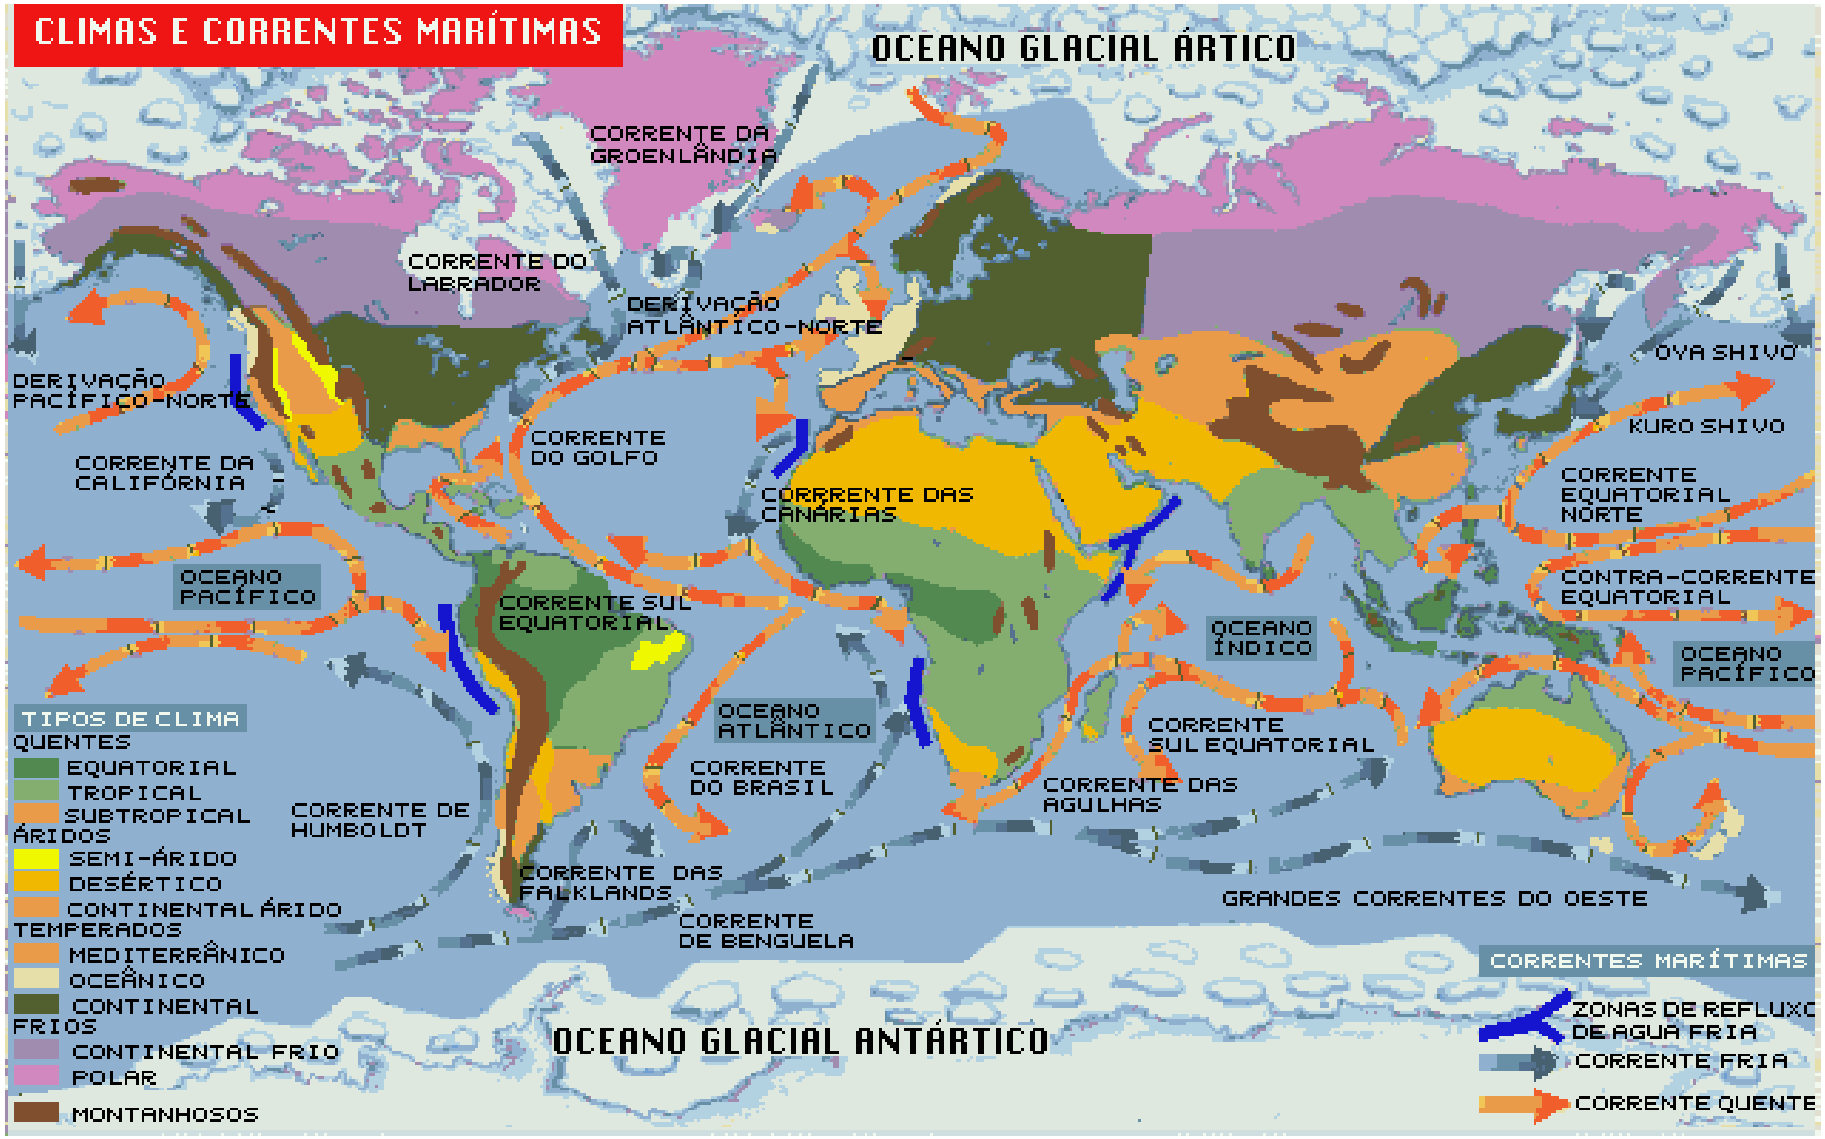 CLIMAS E CORRENTES MARÍTIMAS
OCEANO GLACIAL ÁRTICO
CORRENTE DA
GROENLÂNDIA
CORRENTE DO
LABRADOR
DERIVAÇÃO
ATLÂNTICO-NORTE
DERIVAÇÃO
PACÍFICO-NORTE
OYA SHIVO
KURO SHIVO
CORRENTE
DO GOLFO
CORRENTE DA
CALIFÓRNIA
CORRRENTE DAS
CANÁRIAS
CORRENTE
EQUATORIAL
NORTE
OCEANO
PACÍFICO
CONTRA-CORRENTE
EQUATORIAL
CORRENTE SUL
EQUATORIAL
OCEANO
ÍNDICO
OCEANO
PACÍFICO
OCEANO
ATLÂNTICO
CORRENTE
SUL EQUATORIAL
CORRENTE
DO BRASIL
CORRENTE DAS
AGULHAS
CORRENTE DE
HUMBOLDT
CORRENTE DAS
FALKLANDS
GRANDES CORRENTES DO OESTE
CORRENTE
DE BENGUELA
OCEANO GLACIAL ANTÁRTICO
TIPOS DE CLIMA
QUENTES
EQUATORIAL
TROPICAL
SUBTROPICAL
ÁRIDOS
SEMI-ÁRIDO
DESÉRTICO
CONTINENTAL ÁRIDO
TEMPERADOS
MEDITERRÂNICO
OCEÂNICO
CONTINENTAL
FRIOS
CONTINENTAL FRIO
POLAR
MONTANHOSOS
CORRENTES MARÍTIMAS
ZONAS DE REFLUXO
DE AGUA FRIA
CORRENTE FRIA
CORRENTE QUENTE